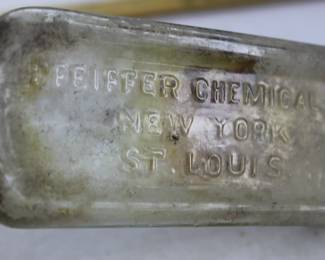 PFEIFFER CHEMICAL
NEW YORK
ST. LOUIS